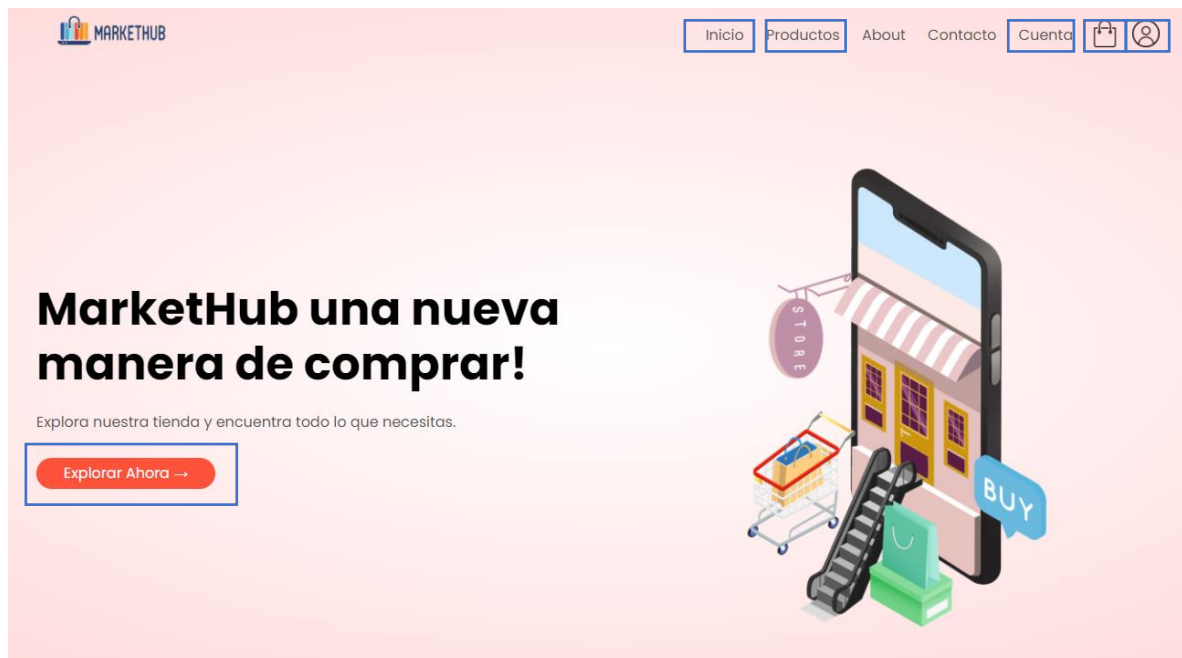 MARKETHUB
Inicio Productos About Contacto Cuenta
MarketHub una nueva
manera de comprar!
Explora nuestra tienda y encuentra todo lo que necesitas.
Explorar Ahora →
STORE
BUY